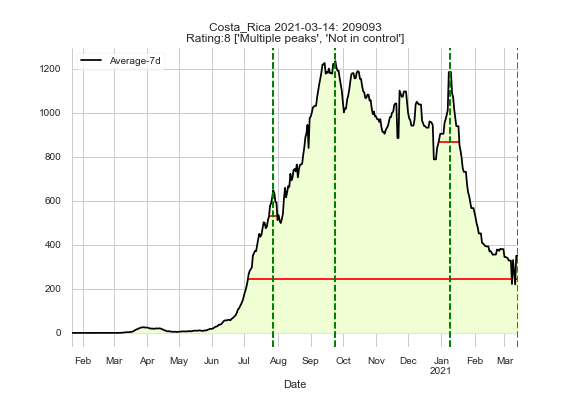 Costa_Rica 2021-03-14: 209093
Rating:8 ['Multiple peaks', 'Not in control']
Average-7d
1200
1000
800
600
400
200
0
Feb Mar Apr May Jun Jul Aug Sep Oct Nov Dec Jan Feb Mar
2021
Date